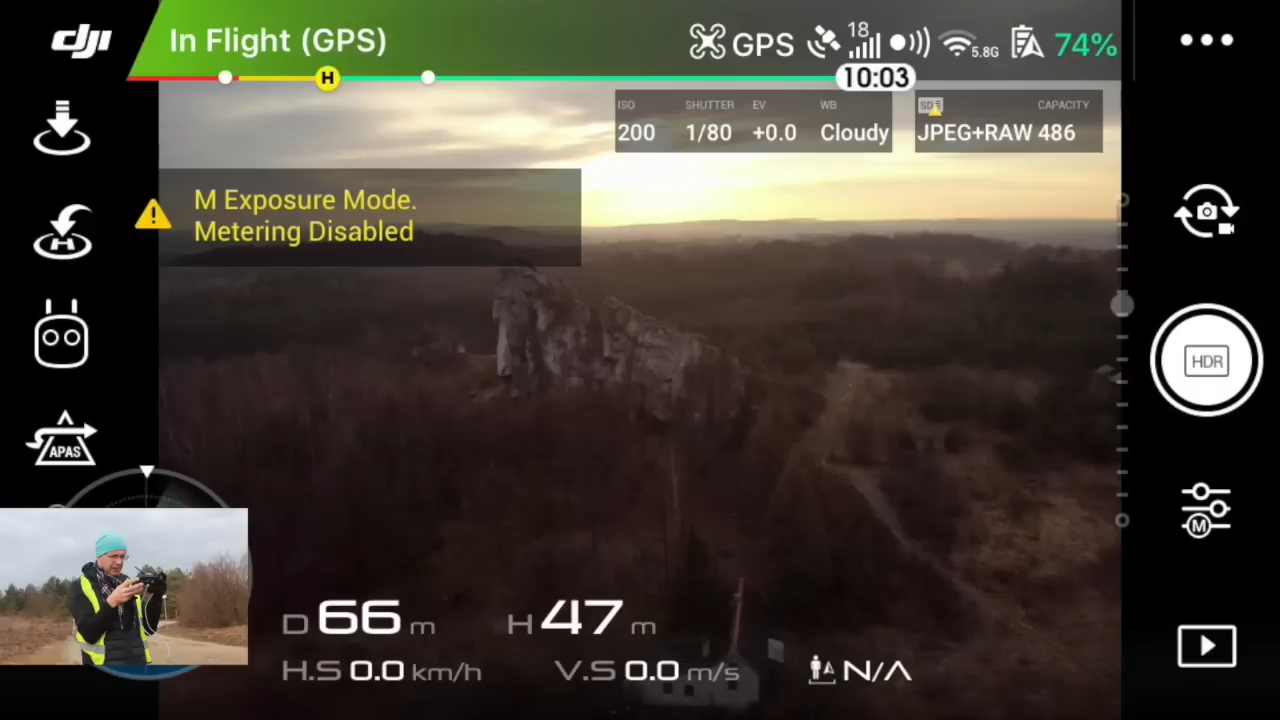 dji
In Flight (GPS)
GPS
18
5.8G
74%
H
10:03
ISO
SHUTTER
EV
WB
200
1/80
+0.0
Cloudy
SD
CAPACITY
JPEG+RAW 486
M Exposure Mode.
Metering Disabled
H
HDR
APAS
M
D 66 m
H 47 m
H.S 0.0 km/h
V.S 0.0 m/s
N/A